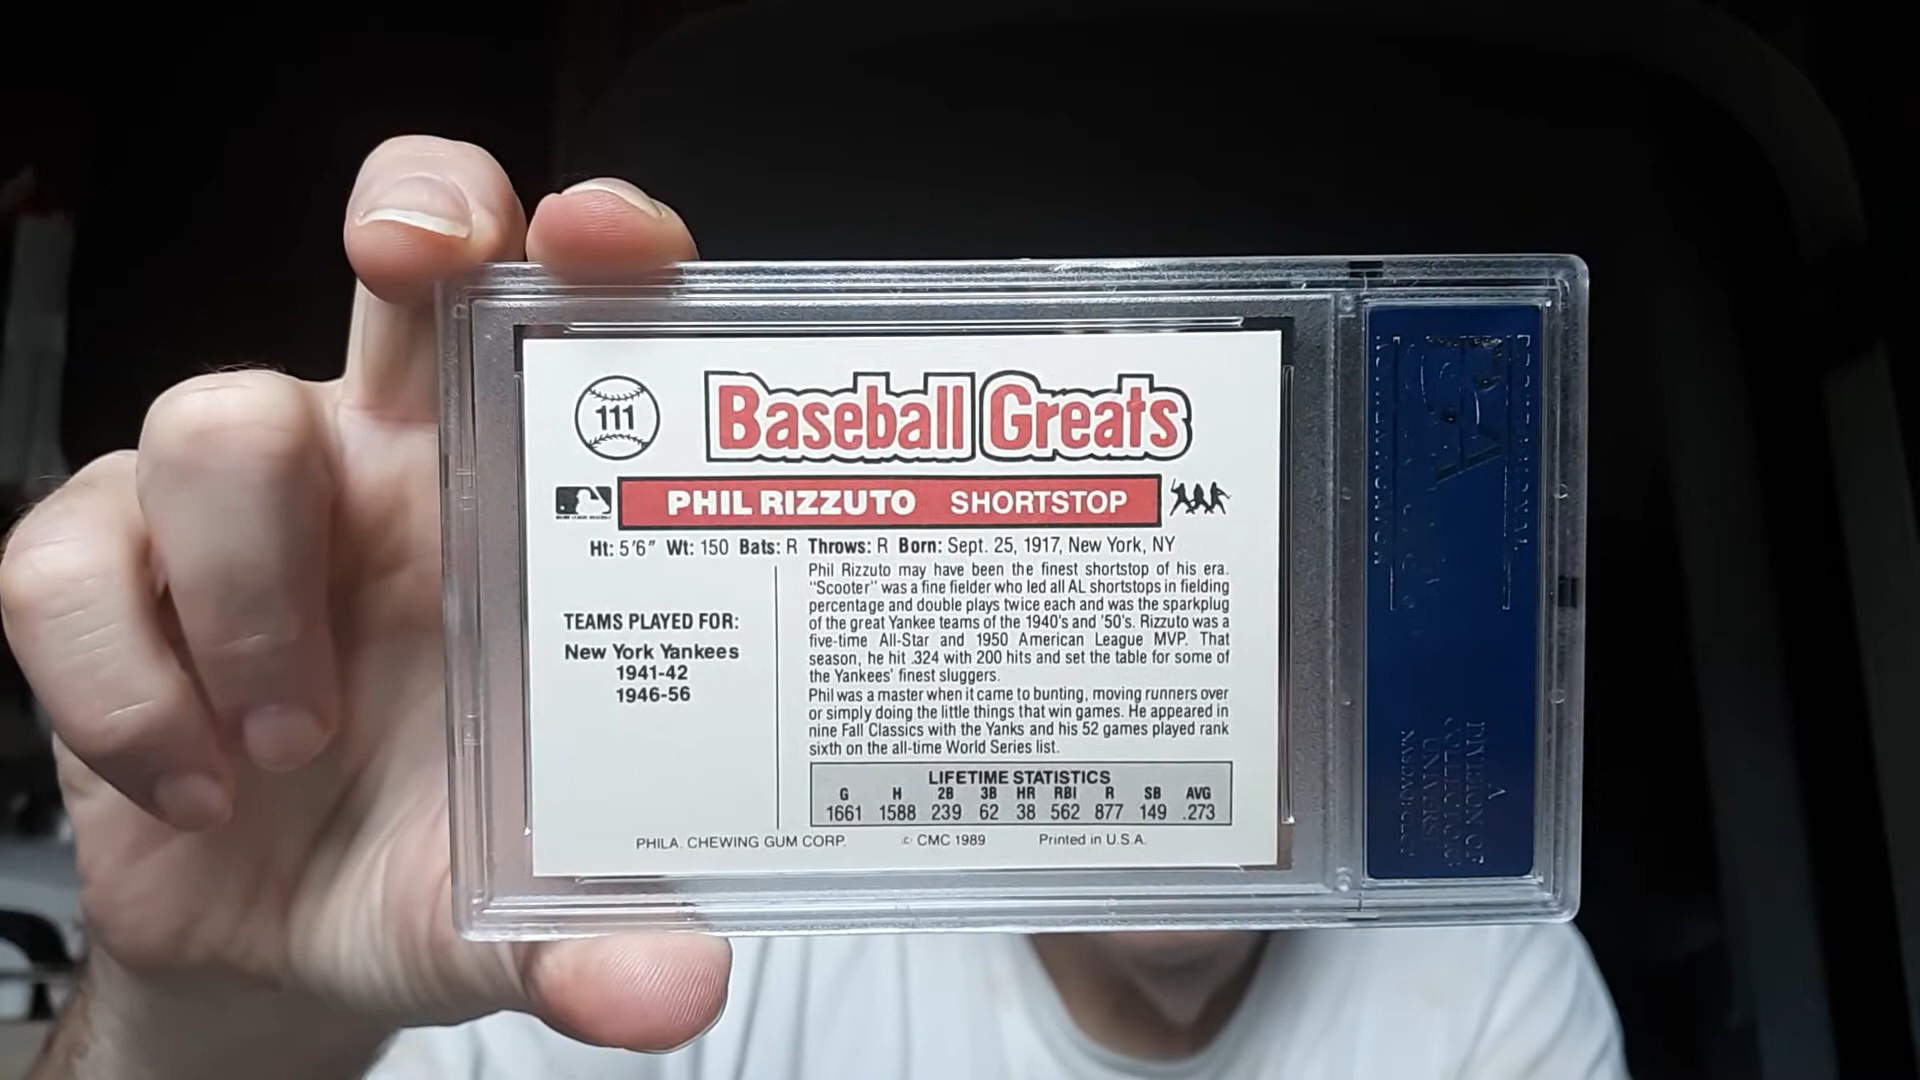 111
Baseball Greats
PHIL RIZZUTO SHORTSTOP
Ht: 5'6" Wt: 150 Bats: R Throws: R Born: Sept. 25, 1917, New York, NY
TEAMS PLAYED FOR:
New York Yankees
1941-42
1946-56
Phil Rizzuto may have been the finest shortstop of his era.
"Scooter" was a fine fielder who led all AL shortstops in fielding
percentage and double plays twice each and was the sparkplug
of the great Yankee teams of the 1940's and '50's. Rizzuto was a
five-time All-Star and 1950 American League MVP. That
season, he hit .324 with 200 hits and set the table for some of
the Yankees' finest sluggers.
Phil was a master when it came to bunting, moving runners over
or simply doing the little things that win games. He appeared in
nine Fall Classics with the Yanks and his 52 games played rank
sixth on the all-time World Series list.
LIFETIME STATISTICS
G H 2B 3B HR RBI R SB AVG
1661 1588 239 62 38 562 877 149 .273
PHILA. CHEWING GUM CORP. © CMC 1989 Printed in U.S.A.
A
DIVISION OF